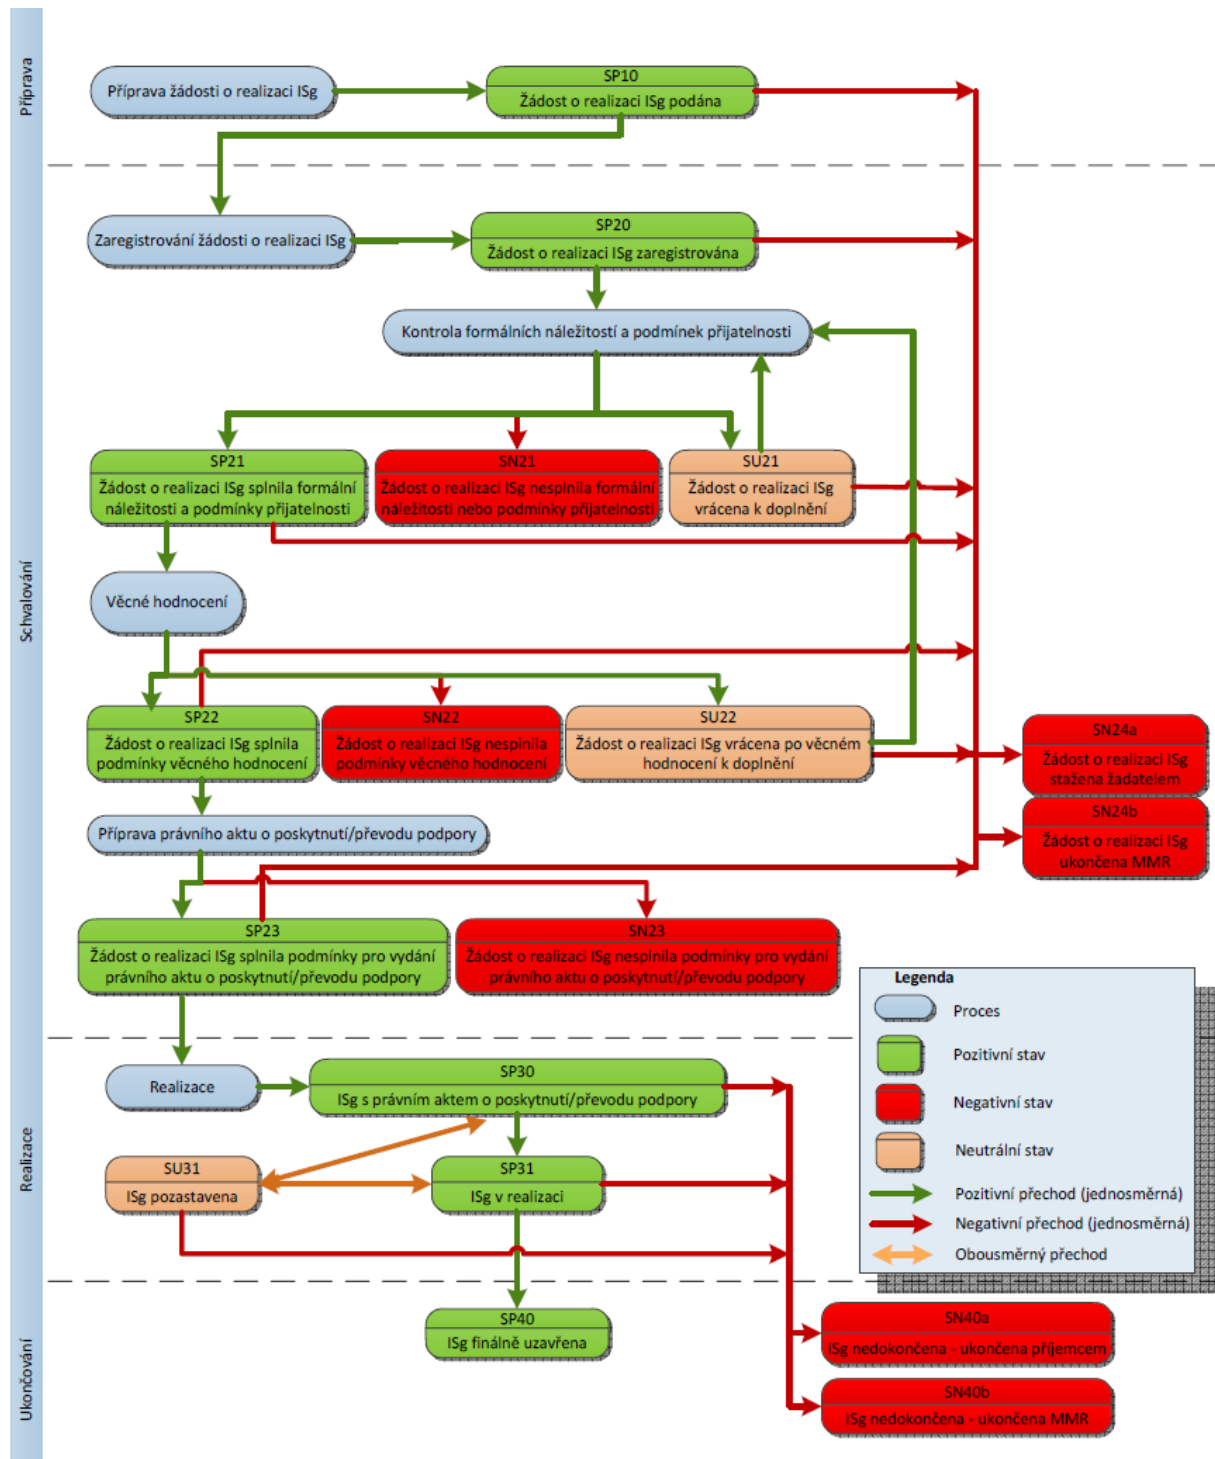 Příprava
Příprava žádosti o realizaci ISg
SP10
Žádost o realizaci ISg podána
Schvalování
Zaregistrování žádosti o realizaci ISg
SP20
Žádost o realizaci ISg zaregistrována
Kontrola formálních náležitostí a podmínek přijatelnosti
SP21
Žádost o realizaci ISg splnila formální
náležitosti a podmínky přijatelnosti
SN21
Žádost o realizaci ISg nesplnila formální
náležitosti nebo podmínky přijatelnosti
SU21
Žádost o realizaci ISg
vrácena k doplnění
Věcné hodnocení
SP22
Žádost o realizaci ISg splnila
podmínky věcného hodnocení
SN22
Žádost o realizaci ISg nesplnila
podmínky věcného hodnocení
SU22
Žádost o realizaci ISg vrácena po věcném
hodnocení k doplnění
SN24a
Žádost o realizaci ISg
stažena žadatelem
SN24b
Žádost o realizaci ISg
ukončena MMR
Příprava právního aktu o poskytnutí/převodu podpory
SP23
Žádost o realizaci ISg splnila podmínky pro vydání
právního aktu o poskytnutí/převodu podpory
SN23
Žádost o realizaci ISg nesplnila podmínky pro vydání
právního aktu o poskytnutí/převodu podpory
Realizace
Realizace
SP30
ISg s právním aktem o poskytnutí/převodu podpory
SU31
ISg pozastavena
SP31
ISg v realizaci
Legenda
Proces
Pozitivní stav
Negativní stav
Neutrální stav
Pozitivní přechod (jednosměrná)
Negativní přechod (jednosměrná)
Obousměrný přechod
Ukončování
SP40
ISg finálně uzavřena
SN40a
ISg nedokončena - ukončena příjemcem
SN40b
ISg nedokončena - ukončena MMR